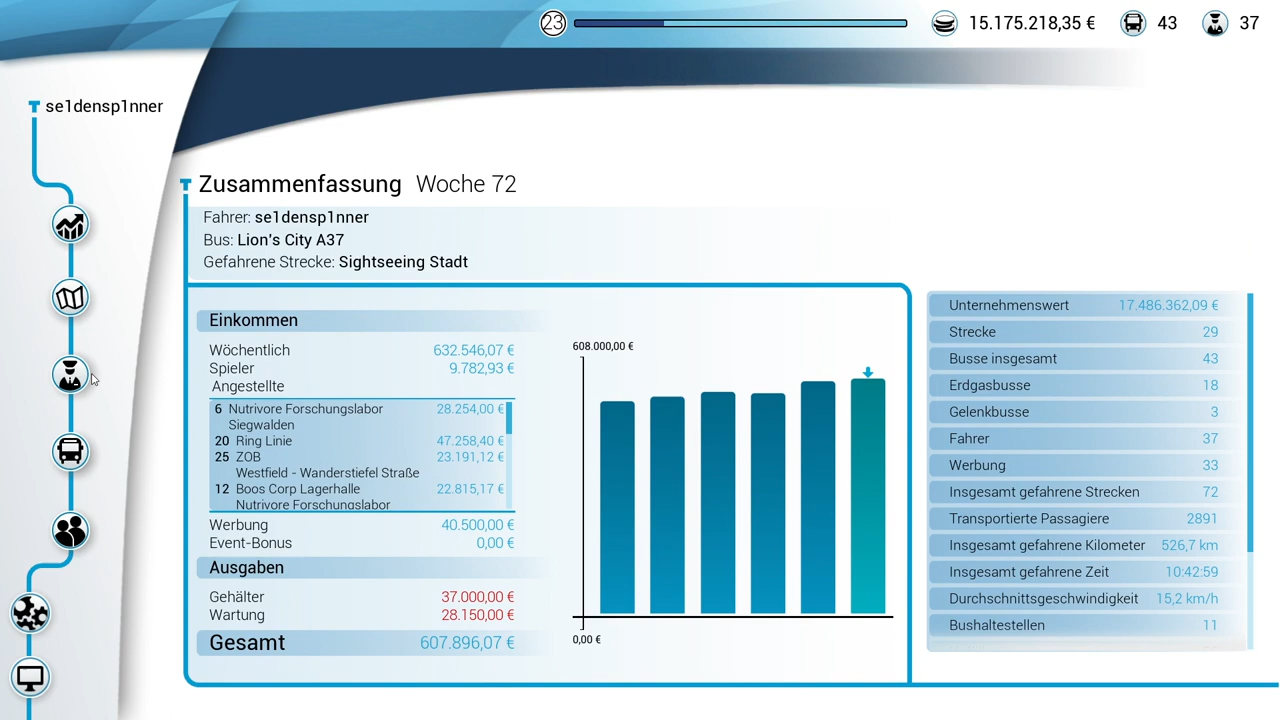 23 15.175.218,35 € 43 37
se1densp1nner
Zusammenfassung Woche 72
Fahrer: se1densp1nner
Bus: Lion's City A37
Gefahrene Strecke: Sightseeing Stadt
Einkommen
Wöchentlich 632.546,07 €
Spieler 9.782,93 €
Angestellte
6 Nutrivore Forschungslabor 28.254,00 €
Siegwalden
20 Ring Linie 47.258,40 €
25 ZOB 23.191,12 €
Westfield - Wanderstiefel Straße
12 Boos Corp Lagerhalle 22.815,17 €
Nutrivore Forschungslabor
Werbung 40.500,00 €
Event-Bonus 0,00 €
Ausgaben
Gehälter 37.000,00 €
Wartung 28.150,00 €
Gesamt 607.896,07 €
608.000,00 €
0,00 €
Unternehmenswert 17.486.362,09 €
Strecke 29
Busse insgesamt 43
Erdgasbusse 18
Gelenkbusse 3
Fahrer 37
Werbung 33
Insgesamt gefahrene Strecken 72
Transportierte Passagiere 2891
Insgesamt gefahrene Kilometer 526,7 km
Insgesamt gefahrene Zeit 10:42:59
Durchschnittsgeschwindigkeit 15,2 km/h
Bushaltestellen 11